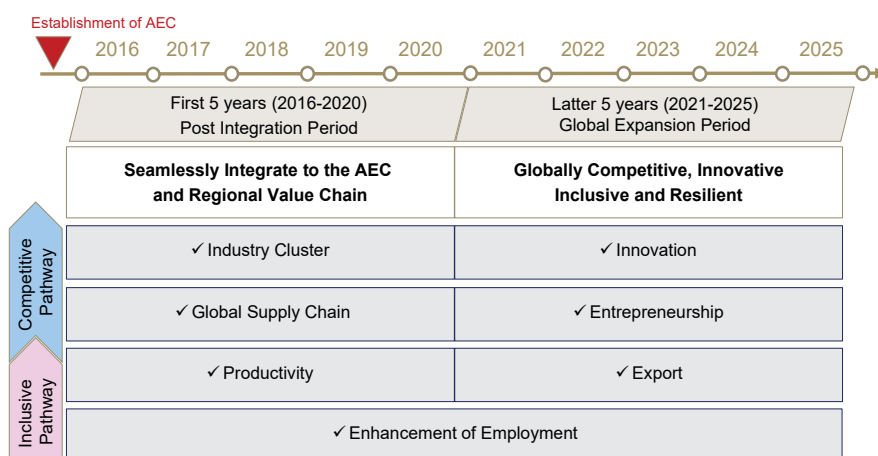 Establishment of AEC
2016 2017 2018 2019 2020 2021 2022 2023 2024 2025
First 5 years (2016-2020)
Post Integration Period
Latter 5 years (2021-2025)
Global Expansion Period
Seamlessly Integrate to the AEC
and Regional Value Chain
Globally Competitive, Innovative
Inclusive and Resilient
Competitive
Pathway
✓ Industry Cluster
✓ Innovation
✓ Global Supply Chain
✓ Entrepreneurship
Inclusive
Pathway
✓ Productivity
✓ Export
✓ Enhancement of Employment